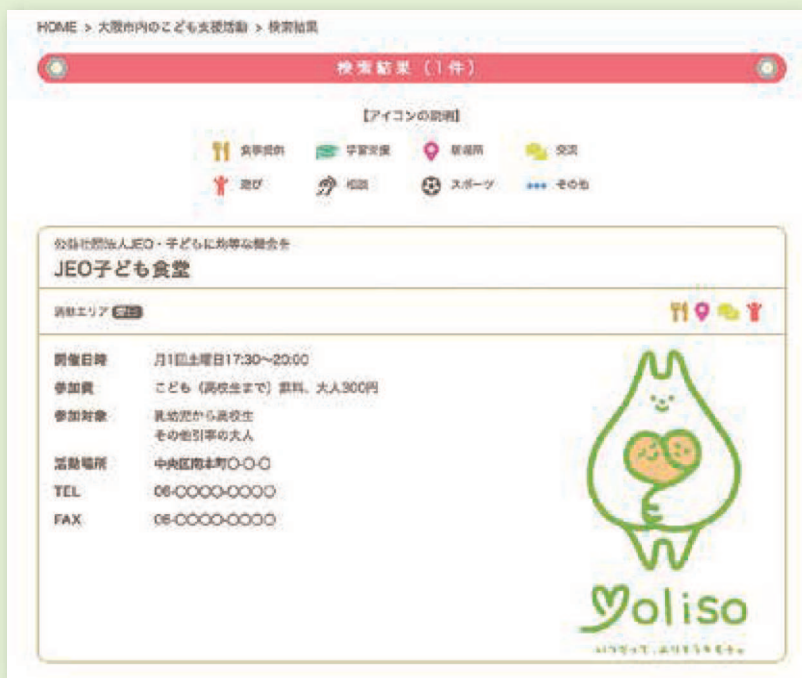 HOME > 大阪市内のこども支援活動 > 検索結果
検索結果(1件)
【アイコンの説明】
食事提供 学習支援 居場所 交流
遊び 相談 スポーツ その他
公益社団法人JEO・子どもに均等な機会を
JEO子ども食堂
活動エリア
開催日時 月1回土曜日17:30〜20:00
参加費 こども(高校生まで)無料、大人300円
参加対象 乳幼児から高校生
その他引率の大人
活動場所 中央区南本町〇-〇-〇
TEL 06-〇〇〇〇-〇〇〇〇
FAX 06-〇〇〇〇-〇〇〇〇
yoliso